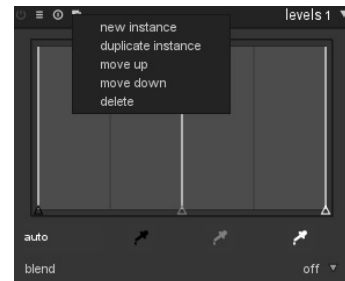 levels 1
new instance
duplicate instance
move up
move down
delete
auto
blend
off